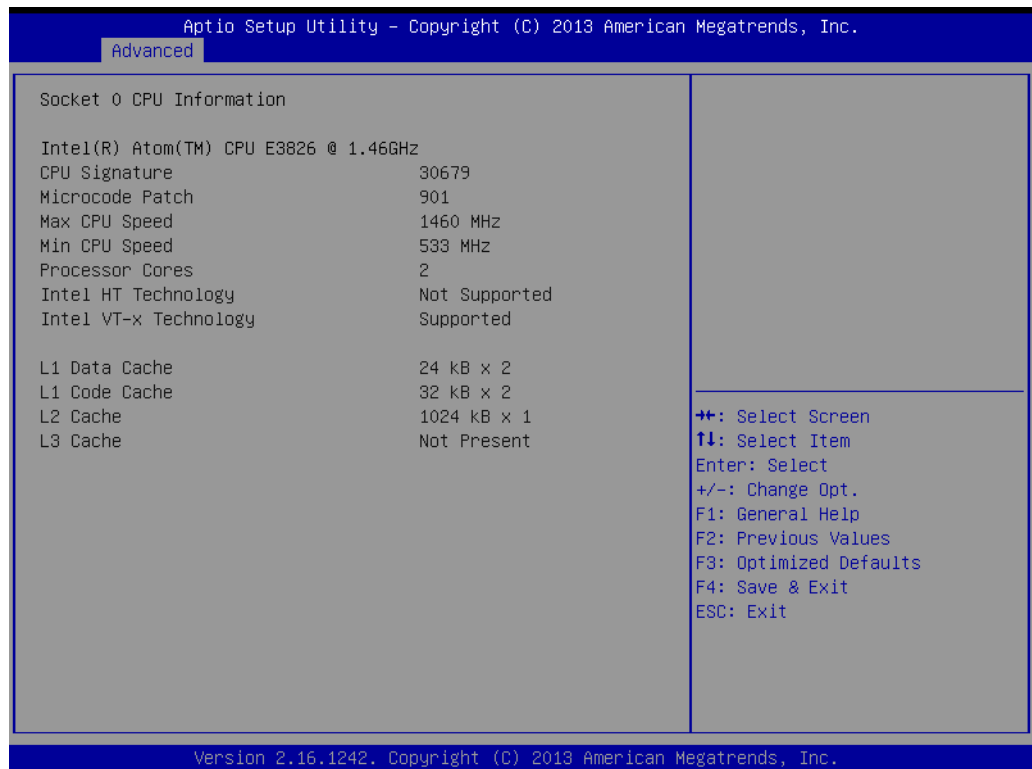 Aptio Setup Utility – Copyright (C) 2013 American Megatrends, Inc.
Advanced
Socket 0 CPU Information
Intel(R) Atom(TM) CPU E3826 @ 1.46GHz
CPU Signature 30679
Microcode Patch 901
Max CPU Speed 1460 MHz
Min CPU Speed 533 MHz
Processor Cores 2
Intel HT Technology Not Supported
Intel VT-x Technology Supported
L1 Data Cache 24 kB x 2
L1 Code Cache 32 kB x 2
L2 Cache 1024 kB x 1
L3 Cache Not Present
→←: Select Screen
↑↓: Select Item
Enter: Select
+/-: Change Opt.
F1: General Help
F2: Previous Values
F3: Optimized Defaults
F4: Save & Exit
ESC: Exit
Version 2.16.1242. Copyright (C) 2013 American Megatrends, Inc.